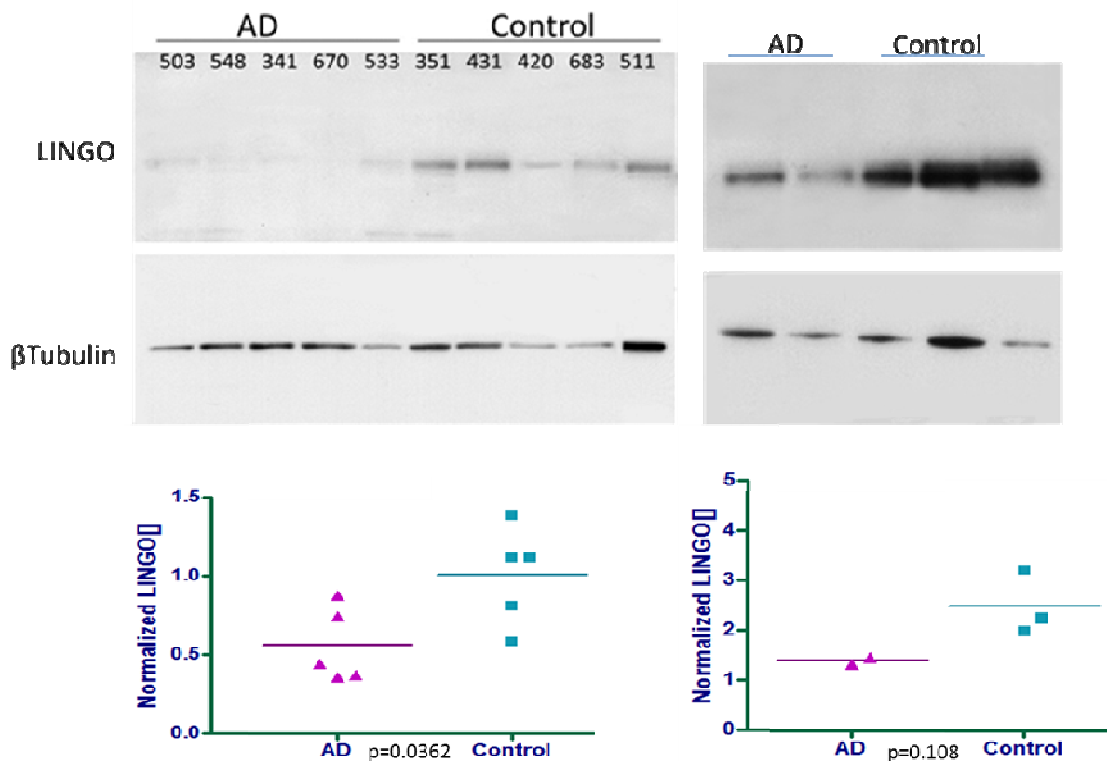 AD Control
503 548 341 670 533 351 431 420 683 511
LINGO
βTubulin
AD Control
Normalized LINGO[]
1.5
1.0
0.5
0.0
AD p=0.0362 Control
Normalized LINGO[]
5
4
3
2
1
0
AD p=0.108 Control